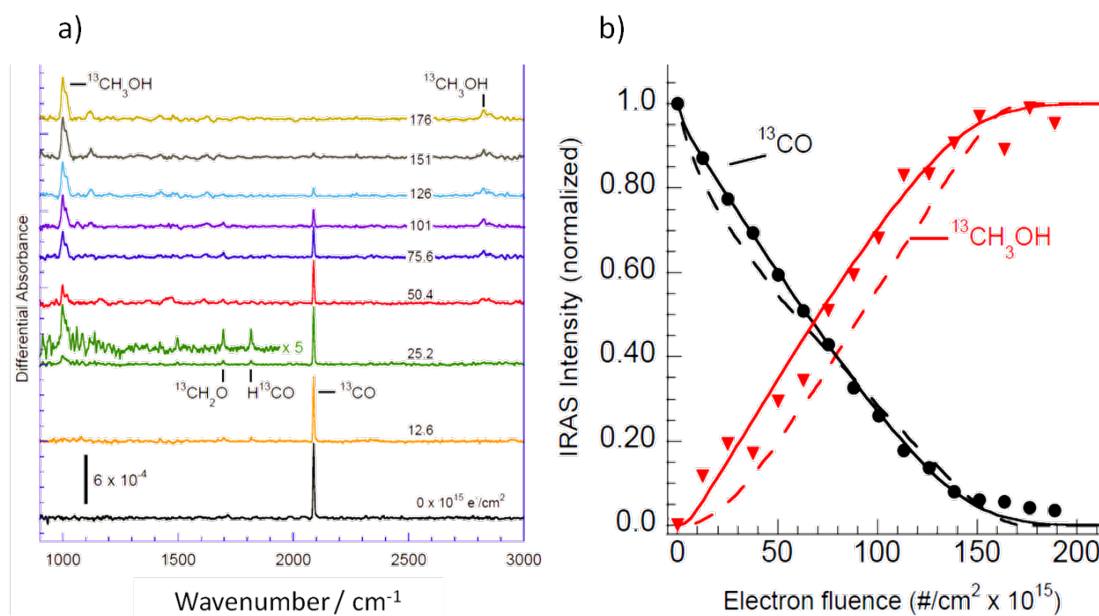 a)
b)
¹³CH₃OH
¹³CH₃OH
176
151
126
101
75.6
50.4
x 5
25.2
¹³CH₂O
H¹³CO
¹³CO
12.6
6 x 10⁻⁴
0 x 10¹⁵ e⁻/cm²
Differential Absorbance
1000
1500
2000
2500
3000
Wavenumber / cm⁻¹
1.0
0.80
0.60
0.40
0.20
0.0
IRAS Intensity (normalized)
¹³CO
¹³CH₃OH
0
50
100
150
200
Electron fluence (#/cm² x 10¹⁵)